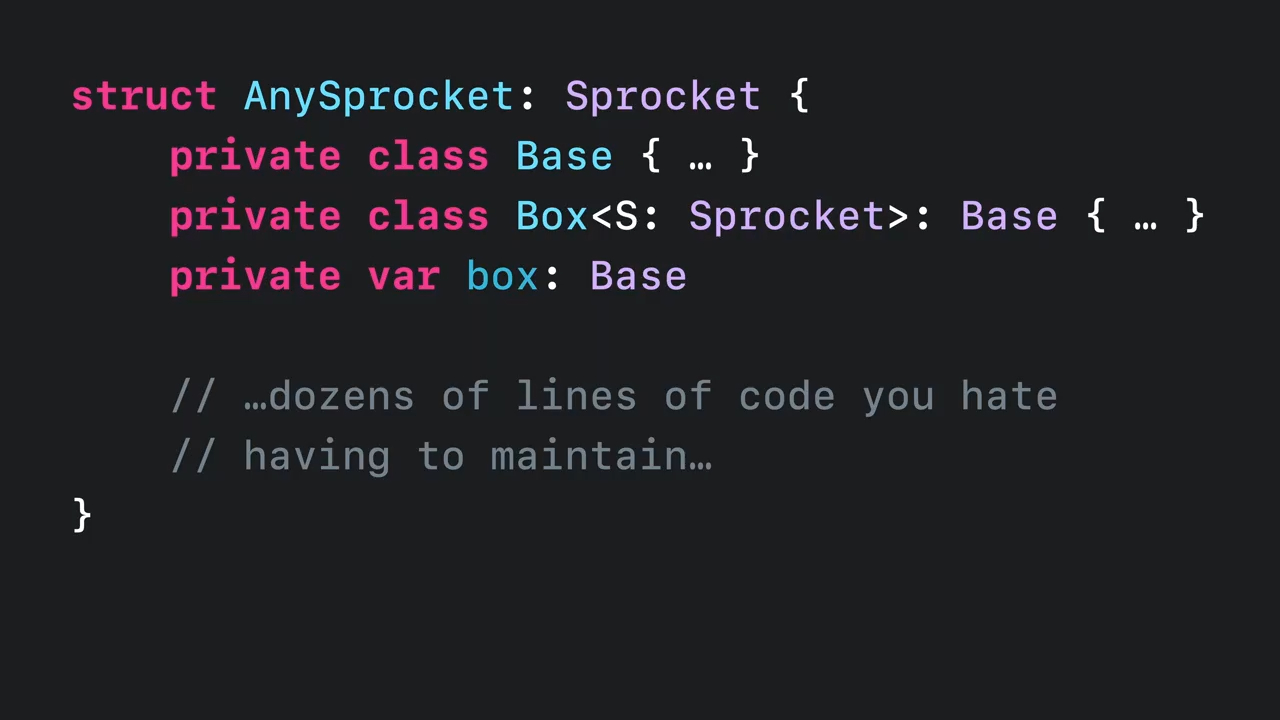 struct AnySprocket: Sprocket {
    private class Base { … }
    private class Box<S: Sprocket>: Base { … }
    private var box: Base

    // …dozens of lines of code you hate
    // having to maintain…
}